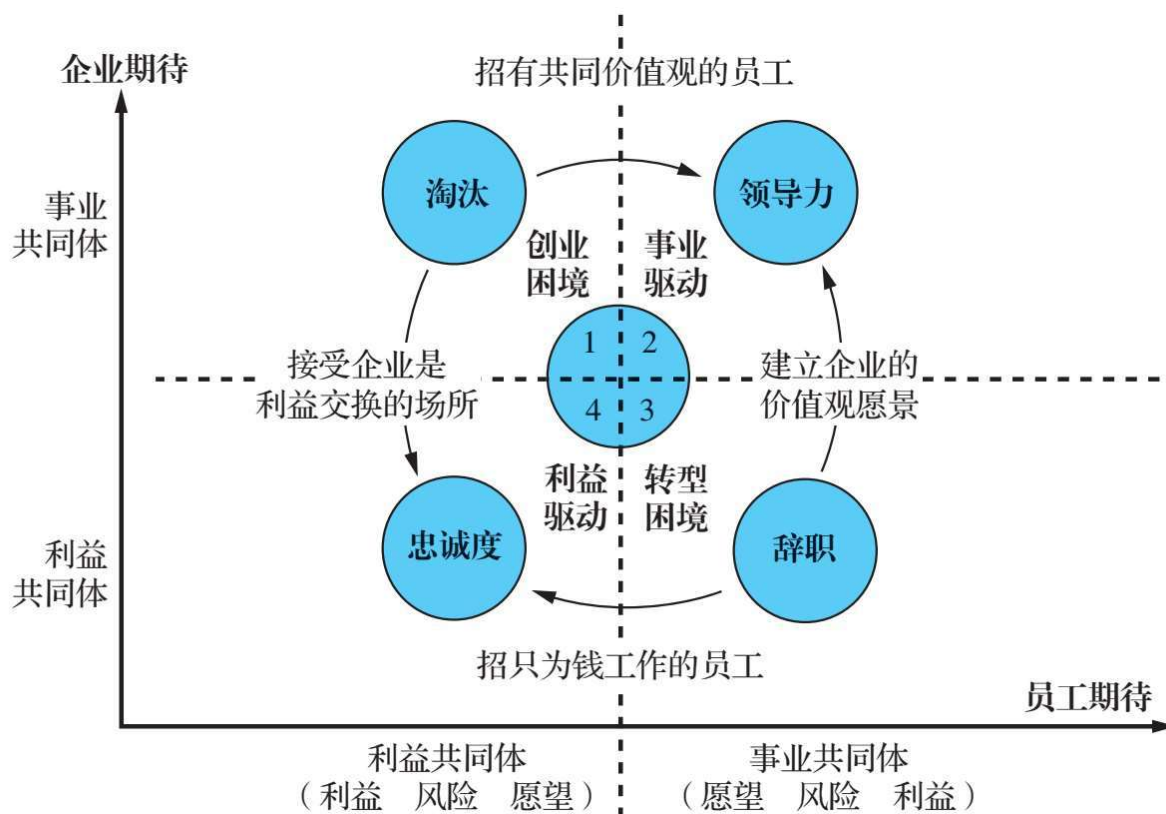 企业期待
招有共同价值观的员工
淘汰
领导力
事业
共同体
创业
困境
事业
驱动
1
2
接受企业是
利益交换的场所
建立企业的
价值观愿景
4
3
利益
驱动
转型
困境
忠诚度
辞职
利益
共同体
招只为钱工作的员工
员工期待
利益共同体
（利益 风险 愿望）
事业共同体
（愿望 风险 利益）